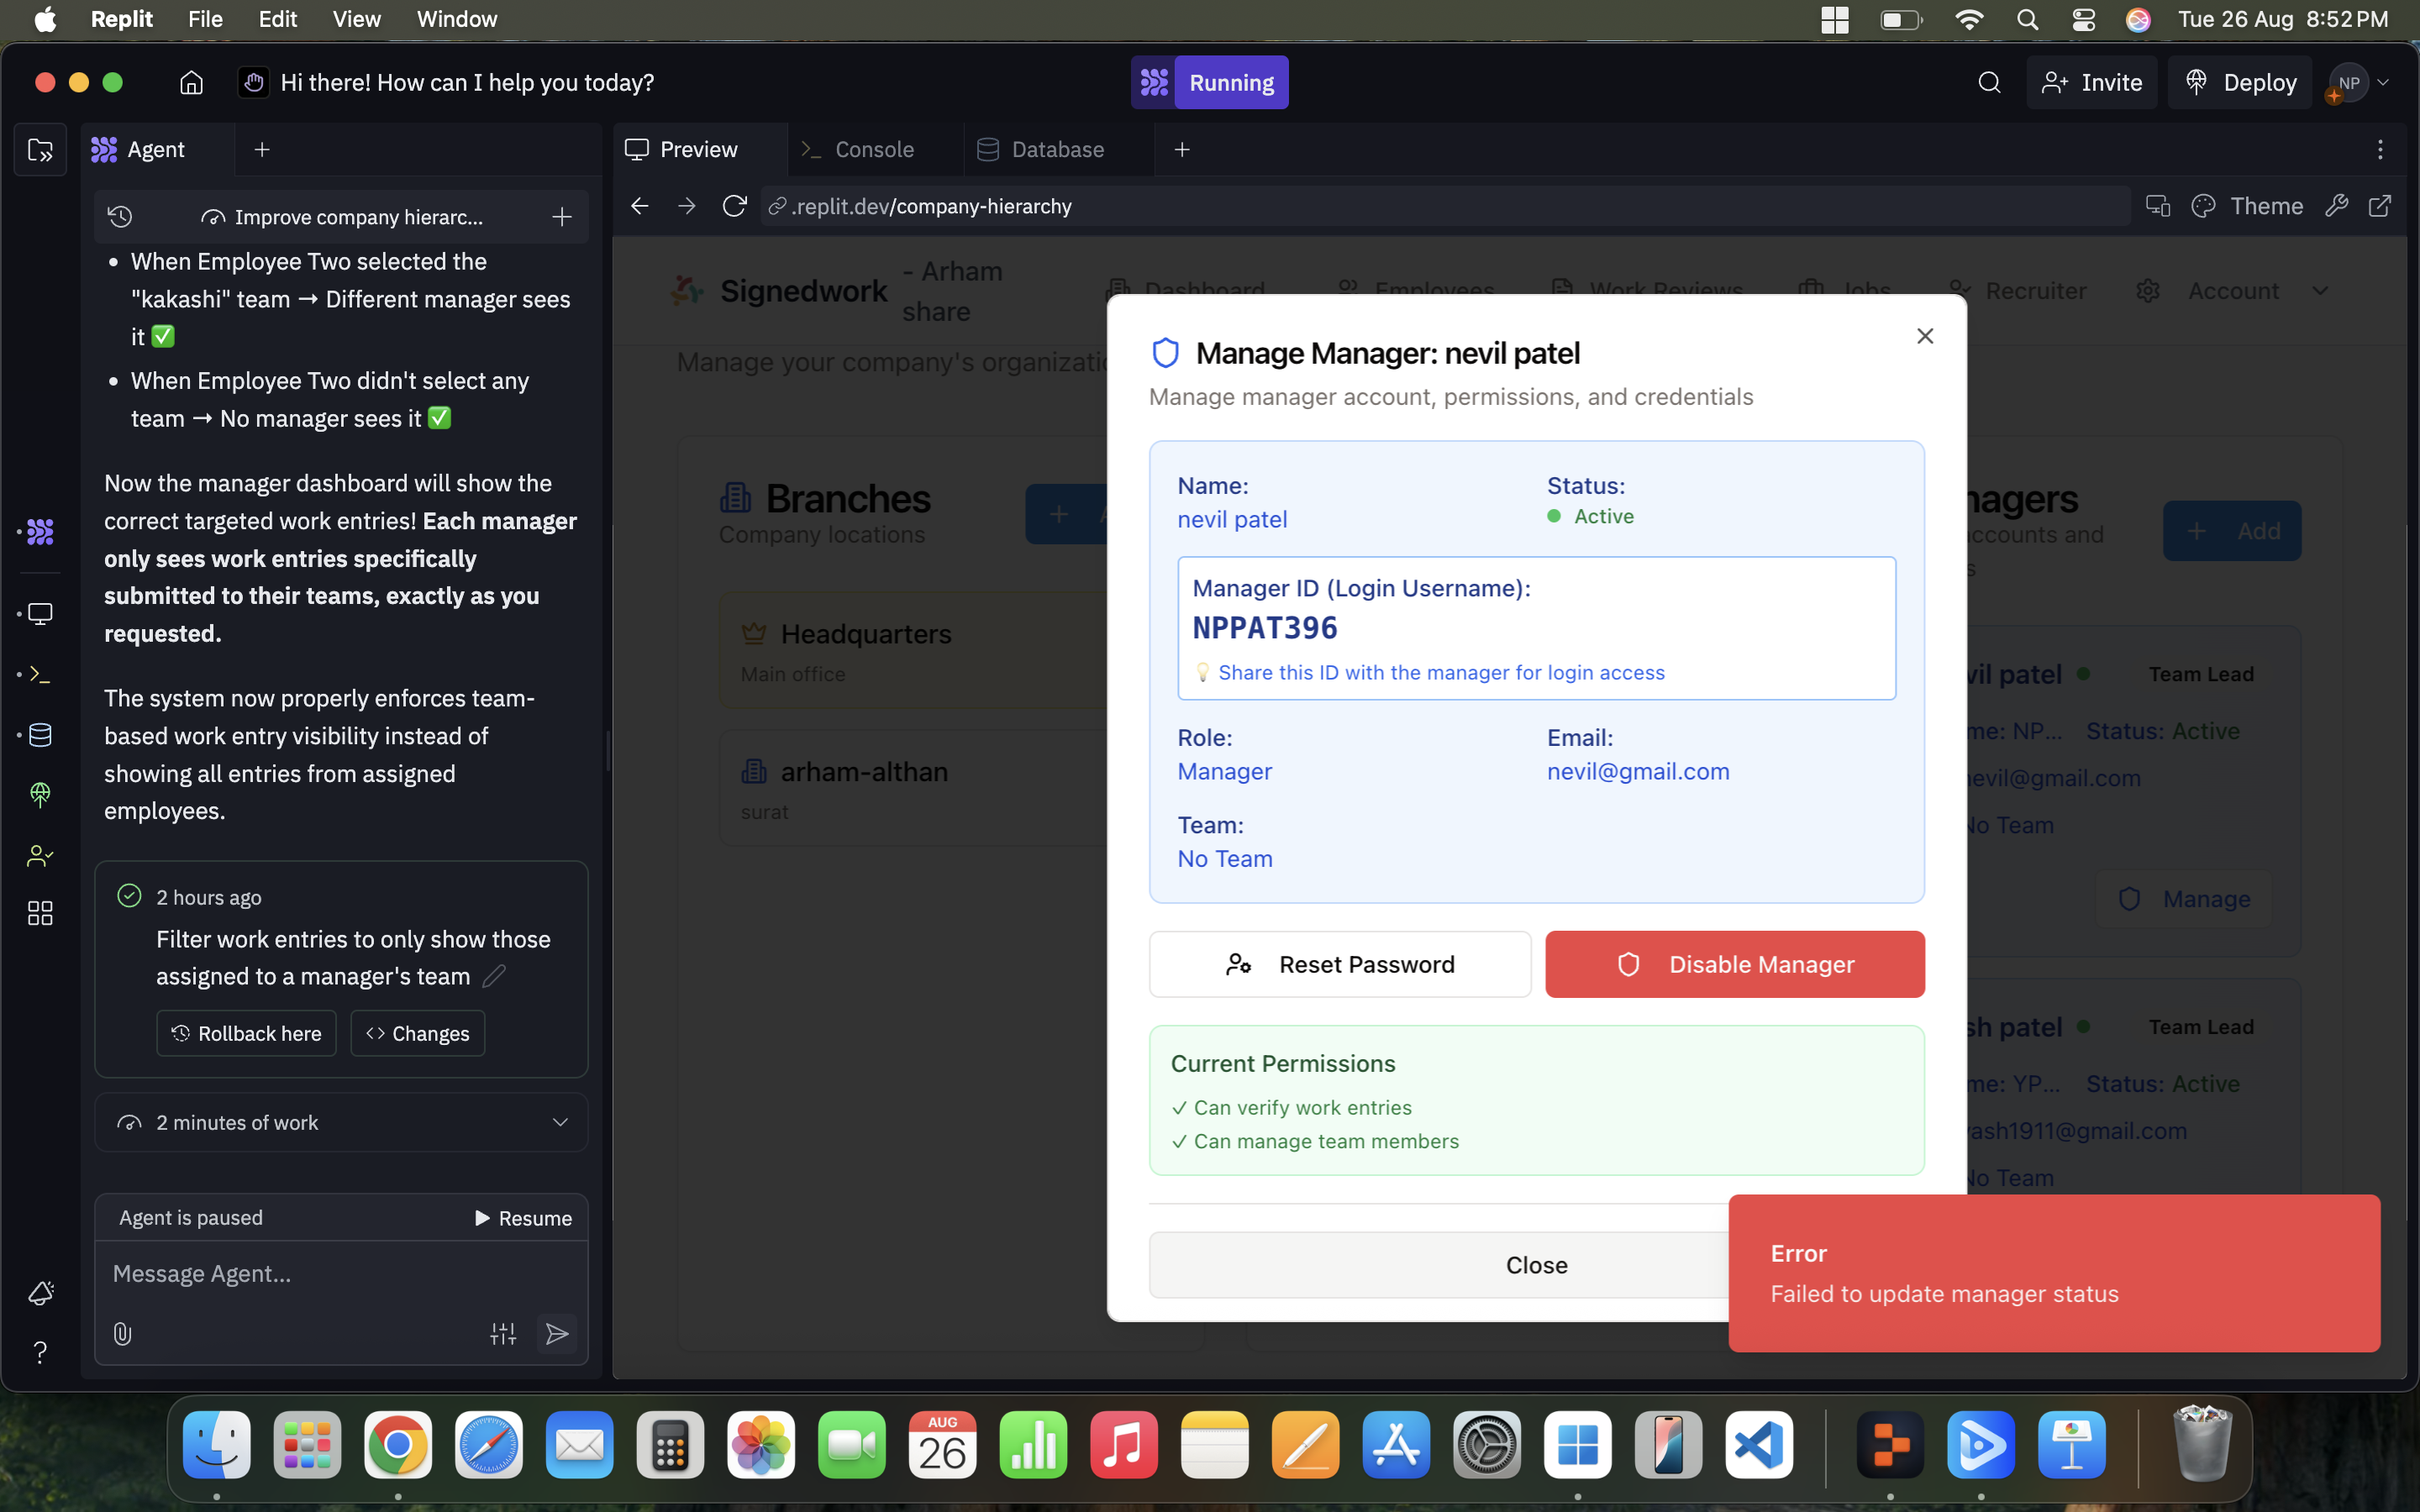 Replit File Edit View Window
Tue 26 Aug 8:52 PM
Hi there! How can I help you today?
Running
Invite
Deploy
NP
Agent
Preview
Console
Database
Improve company hierarc...
.replit.dev/company-hierarchy
Theme
When Employee Two selected the
"kakashi" team → Different manager sees
it ✅
When Employee Two didn't select any
team → No manager sees it ✅
Now the manager dashboard will show the
correct targeted work entries! Each manager
only sees work entries specifically
submitted to their teams, exactly as you
requested.
The system now properly enforces team-
based work entry visibility instead of
showing all entries from assigned
employees.
2 hours ago
Filter work entries to only show those
assigned to a manager's team
Rollback here
Changes
2 minutes of work
Agent is paused
Resume
Message Agent...
Signedwork
- Arham
share
Dashboard
Employees
Work Reviews
Jobs
Recruiter
Account
Manage your company's organizatio
Branches
Company locations
Headquarters
Main office
arham-althan
surat
Manage Manager: nevil patel
Manage manager account, permissions, and credentials
Name:
nevil patel
Status:
Active
Manager ID (Login Username):
NPPAT396
💡 Share this ID with the manager for login access
Role:
Manager
Email:
nevil@gmail.com
Team:
No Team
Reset Password
Disable Manager
Current Permissions
✓ Can verify work entries
✓ Can manage team members
Close
nagers
accounts and
Add
vil patel
Team Lead
me: NP... Status: Active
nevil@gmail.com
No Team
Manage
sh patel
Team Lead
me: YP... Status: Active
yash1911@gmail.com
No Team
Error
Failed to update manager status
AUG
26